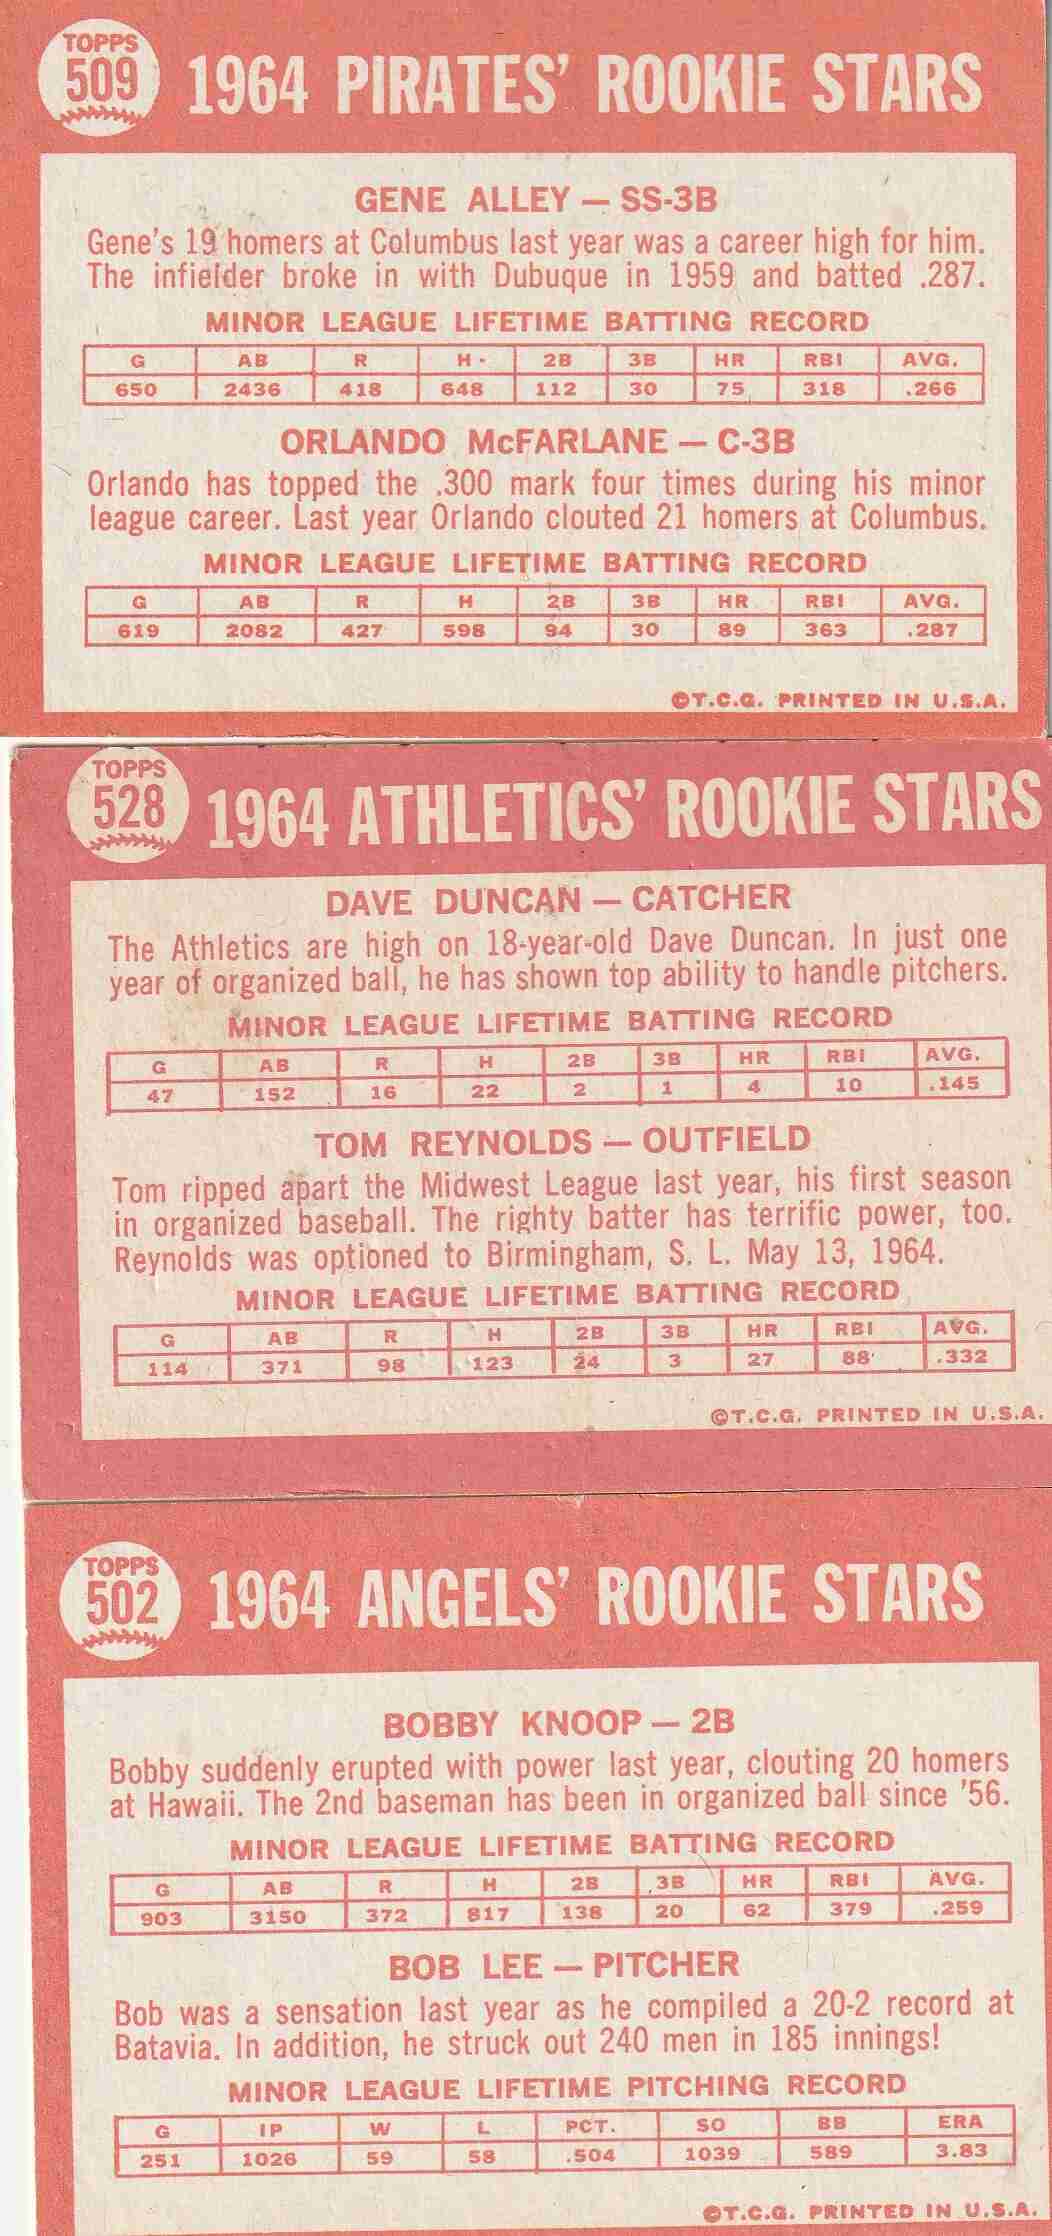 TOPPS
509
1964 PIRATES' ROOKIE STARS
GENE ALLEY — SS-3B
Gene's 19 homers at Columbus last year was a career high for him.
The infielder broke in with Dubuque in 1959 and batted .287.
MINOR LEAGUE LIFETIME BATTING RECORD
G AB R H 2B 3B HR RBI AVG.
650 2436 418 648 112 30 75 318 .266
ORLANDO McFARLANE — C-3B
Orlando has topped the .300 mark four times during his minor
league career. Last year Orlando clouted 21 homers at Columbus.
MINOR LEAGUE LIFETIME BATTING RECORD
G AB R H 2B 3B HR RBI AVG.
619 2082 427 598 94 30 89 363 .287
©T.C.G. PRINTED IN U.S.A.
TOPPS
528
1964 ATHLETICS' ROOKIE STARS
DAVE DUNCAN — CATCHER
The Athletics are high on 18-year-old Dave Duncan. In just one
year of organized ball, he has shown top ability to handle pitchers.
MINOR LEAGUE LIFETIME BATTING RECORD
G AB R H 2B 3B HR RBI AVG.
47 152 16 22 2 1 4 10 .145
TOM REYNOLDS — OUTFIELD
Tom ripped apart the Midwest League last year, his first season
in organized baseball. The righty batter has terrific power, too.
Reynolds was optioned to Birmingham, S. L. May 13, 1964.
MINOR LEAGUE LIFETIME BATTING RECORD
G AB R H 2B 3B HR RBI AVG.
114 371 98 123 24 3 27 88 .332
©T.C.G. PRINTED IN U.S.A.
TOPPS
502
1964 ANGELS' ROOKIE STARS
BOBBY KNOOP — 2B
Bobby suddenly erupted with power last year, clouting 20 homers
at Hawaii. The 2nd baseman has been in organized ball since '56.
MINOR LEAGUE LIFETIME BATTING RECORD
G AB R H 2B 3B HR RBI AVG.
903 3150 372 817 138 20 62 379 .259
BOB LEE — PITCHER
Bob was a sensation last year as he compiled a 20-2 record at
Batavia. In addition, he struck out 240 men in 185 innings!
MINOR LEAGUE LIFETIME PITCHING RECORD
G IP W L PCT. SO BB ERA
251 1026 59 58 .504 1039 589 3.83
©T.C.G. PRINTED IN U.S.A.